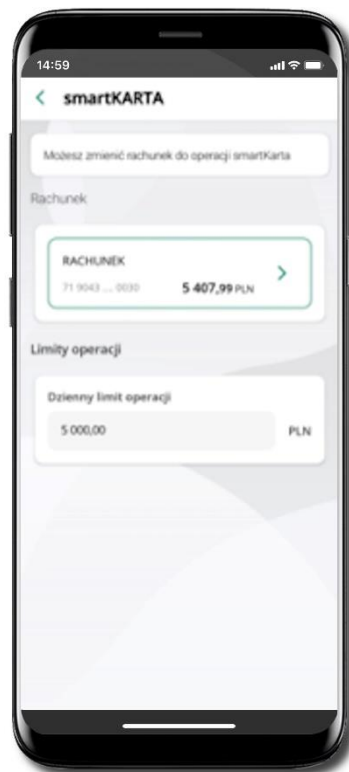 14:59
smartKARTA
Możesz zmienić rachunek do operacji smartKarta
Rachunek
RACHUNEK
71 9043 ... 0030 5 407,99 PLN
Limity operacji
Dzienny limit operacji
5 000,00 PLN